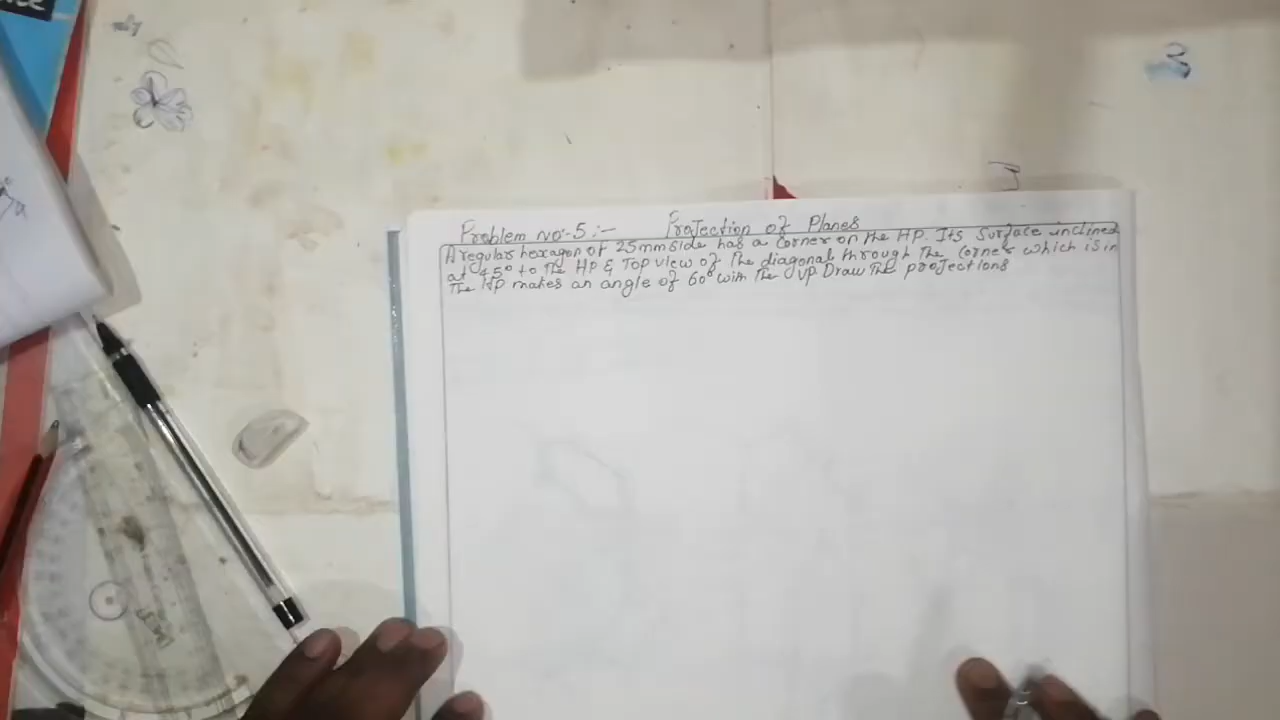 Problem no-5:- Projection of Planes
A regular hexagon of 25mm side has a corner on the HP. Its surface inclined
at 45° to the HP & Top view of the diagonal through the corner which is in
the HP makes an angle of 60° with the VP Draw the projections